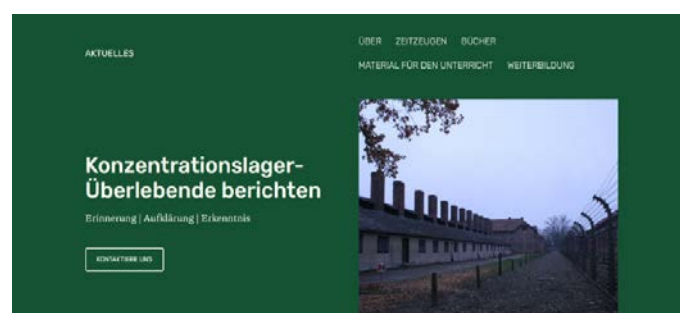 AKTUELLES
ÜBER ZEITZEUGEN BÜCHER
MATERIAL FÜR DEN UNTERRICHT WEITERBILDUNG
Konzentrationslager-
Überlebende berichten
Erinnerung | Aufklärung | Erkenntnis
KONTAKTIERE UNS